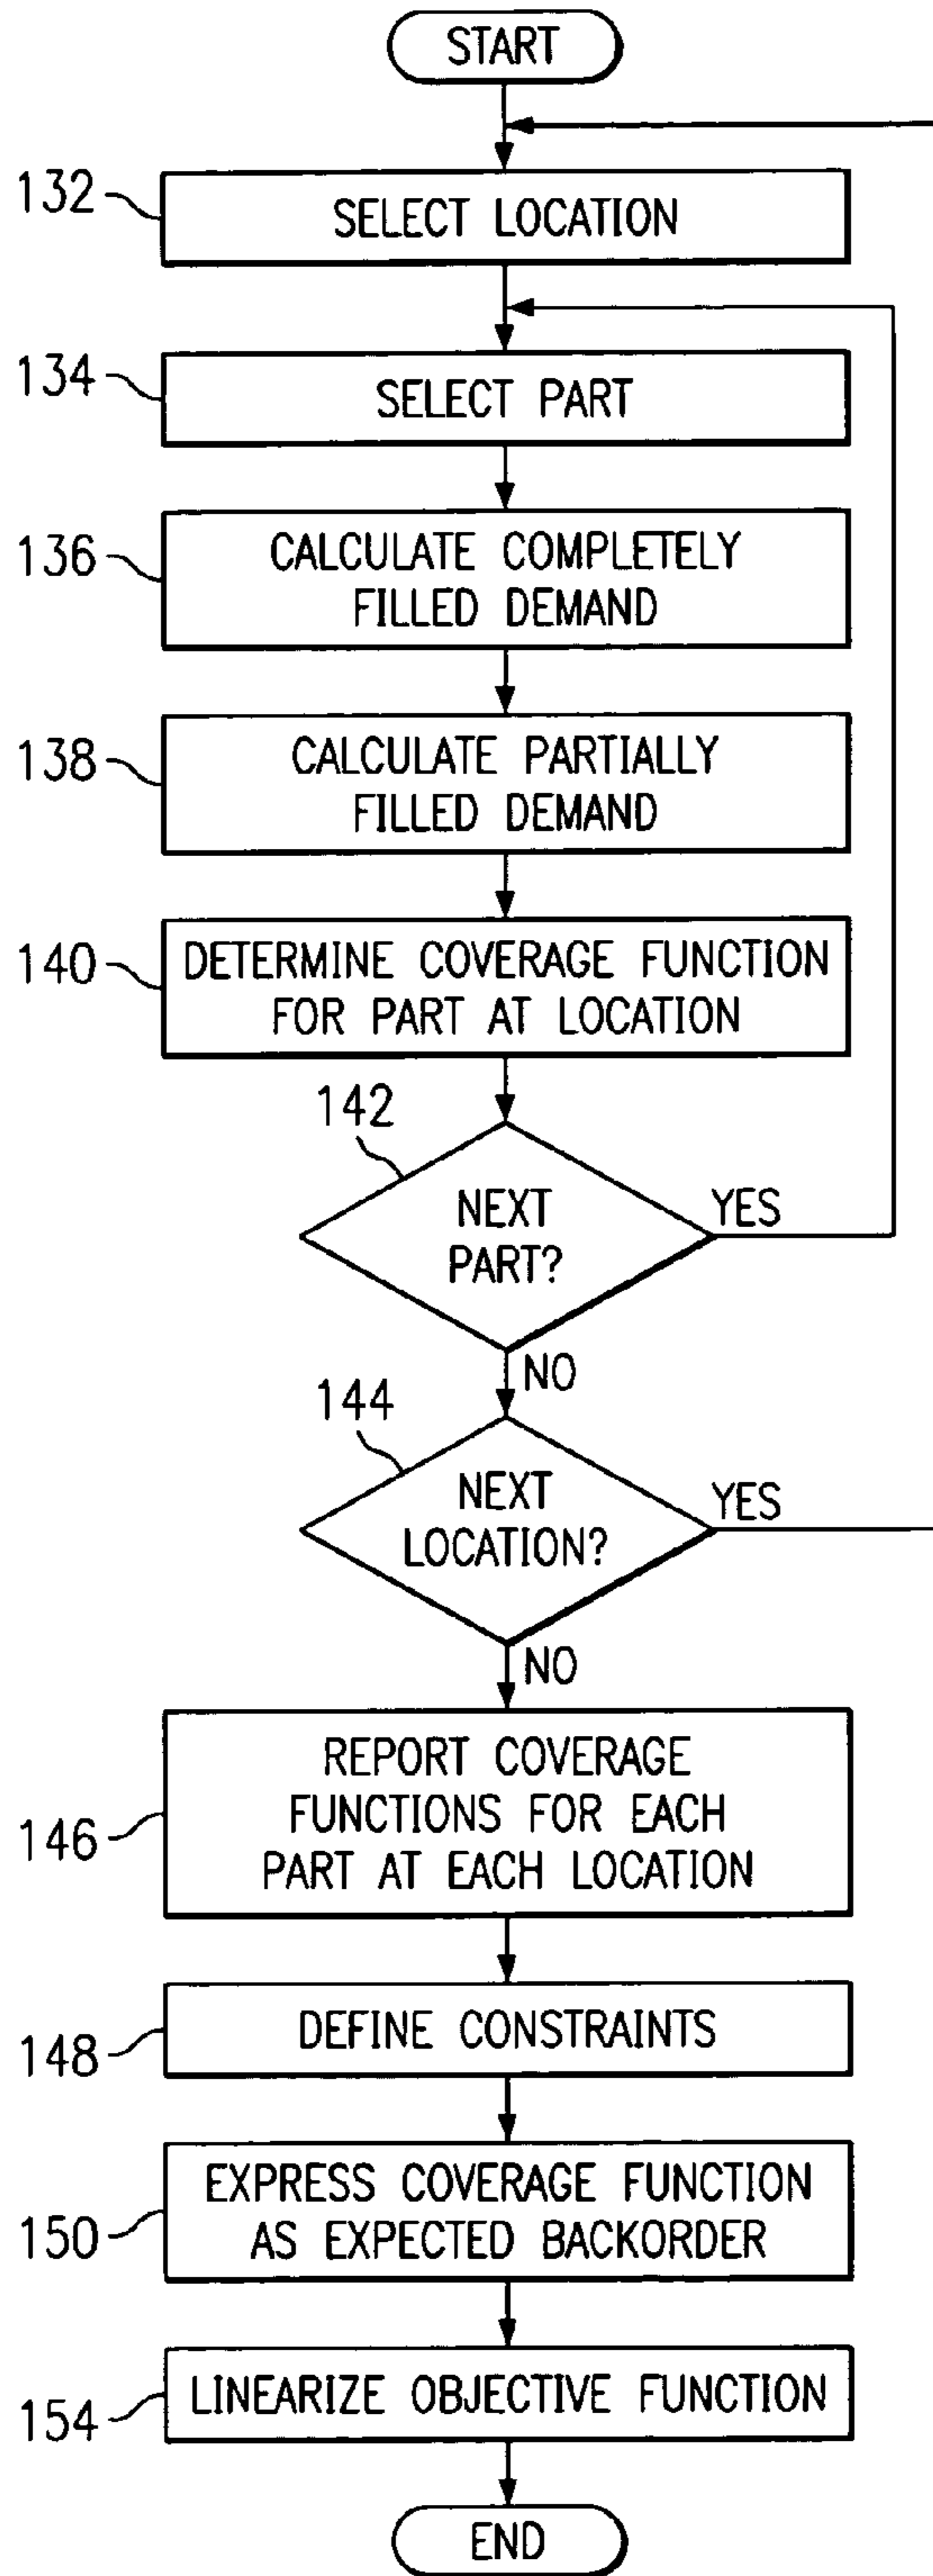 START
132
SELECT LOCATION
134
SELECT PART
136
CALCULATE COMPLETELY
FILLED DEMAND
138
CALCULATE PARTIALLY
FILLED DEMAND
140
DETERMINE COVERAGE FUNCTION
FOR PART AT LOCATION
142
NEXT
PART?
YES
NO
144
NEXT
LOCATION?
YES
NO
146
REPORT COVERAGE
FUNCTIONS FOR EACH
PART AT EACH LOCATION
148
DEFINE CONSTRAINTS
150
EXPRESS COVERAGE FUNCTION
AS EXPECTED BACKORDER
154
LINEARIZE OBJECTIVE FUNCTION
END